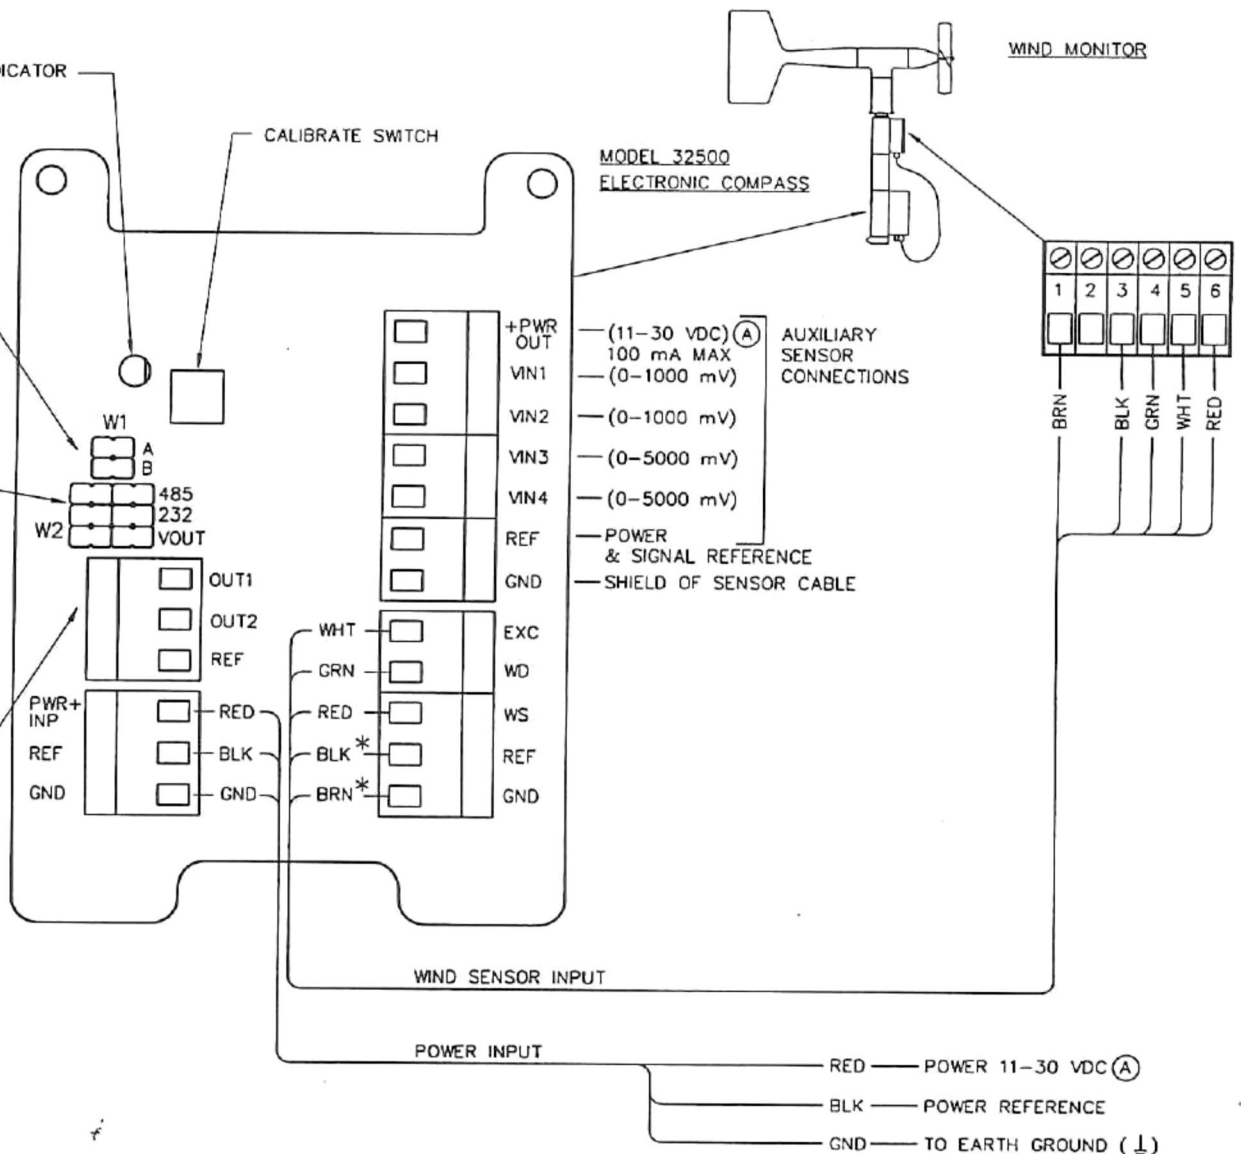 WIND MONITOR
DICATOR
CALIBRATE SWITCH
MODEL 32500
ELECTRONIC COMPASS
1 2 3 4 5 6
BRN BLK GRN WHT RED
+PWR OUT (11-30 VDC) A
100 mA MAX
AUXILIARY
SENSOR
CONNECTIONS
VIN1 (0-1000 mV)
VIN2 (0-1000 mV)
VIN3 (0-5000 mV)
VIN4 (0-5000 mV)
REF POWER
& SIGNAL REFERENCE
GND SHIELD OF SENSOR CABLE
W1
A
B
W2
485
232
VOUT
OUT1
OUT2
REF
PWR+
INP
RED
REF BLK
GND GND
WHT EXC
GRN WD
RED WS
BLK* REF
BRN* GND
WIND SENSOR INPUT
POWER INPUT
RED POWER 11-30 VDC A
BLK POWER REFERENCE
GND TO EARTH GROUND (⏚)